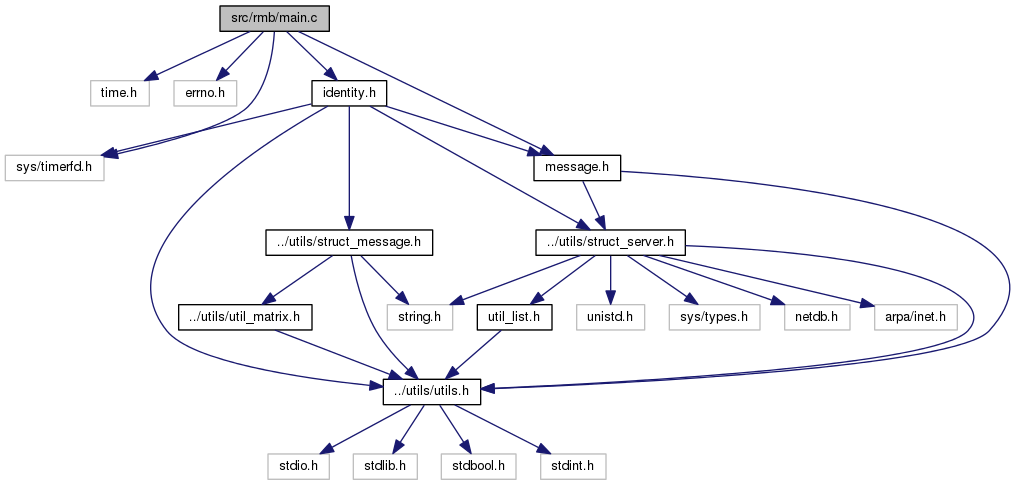 src/rmb/main.c
time.h
errno.h
identity.h
sys/timerfd.h
message.h
../utils/struct_message.h
../utils/struct_server.h
../utils/util_matrix.h
string.h
util_list.h
unistd.h
sys/types.h
netdb.h
arpa/inet.h
../utils/utils.h
stdio.h
stdlib.h
stdbool.h
stdint.h